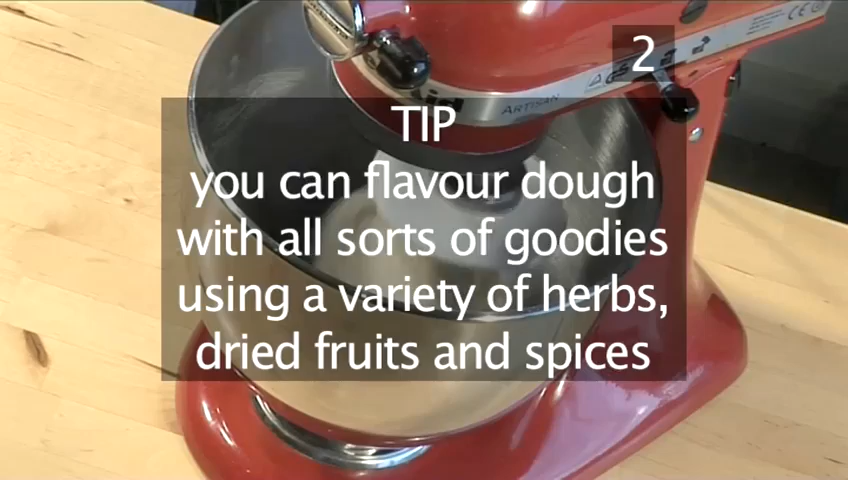 2
TIP
you can flavour dough
with all sorts of goodies
using a variety of herbs,
dried fruits and spices
ARTISAN
CE